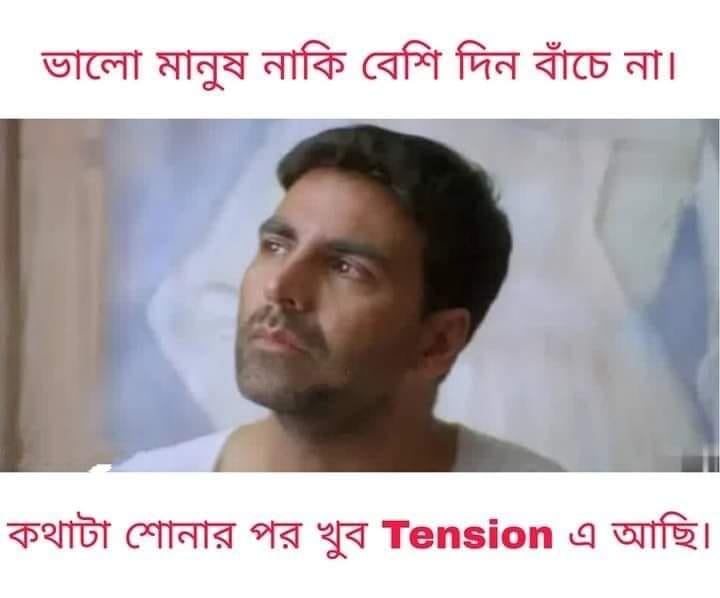 ভালো মানুষ নাকি বেশি দিন বাঁচে না।
কথাটা শোনার পর খুব Tension এ আছি।